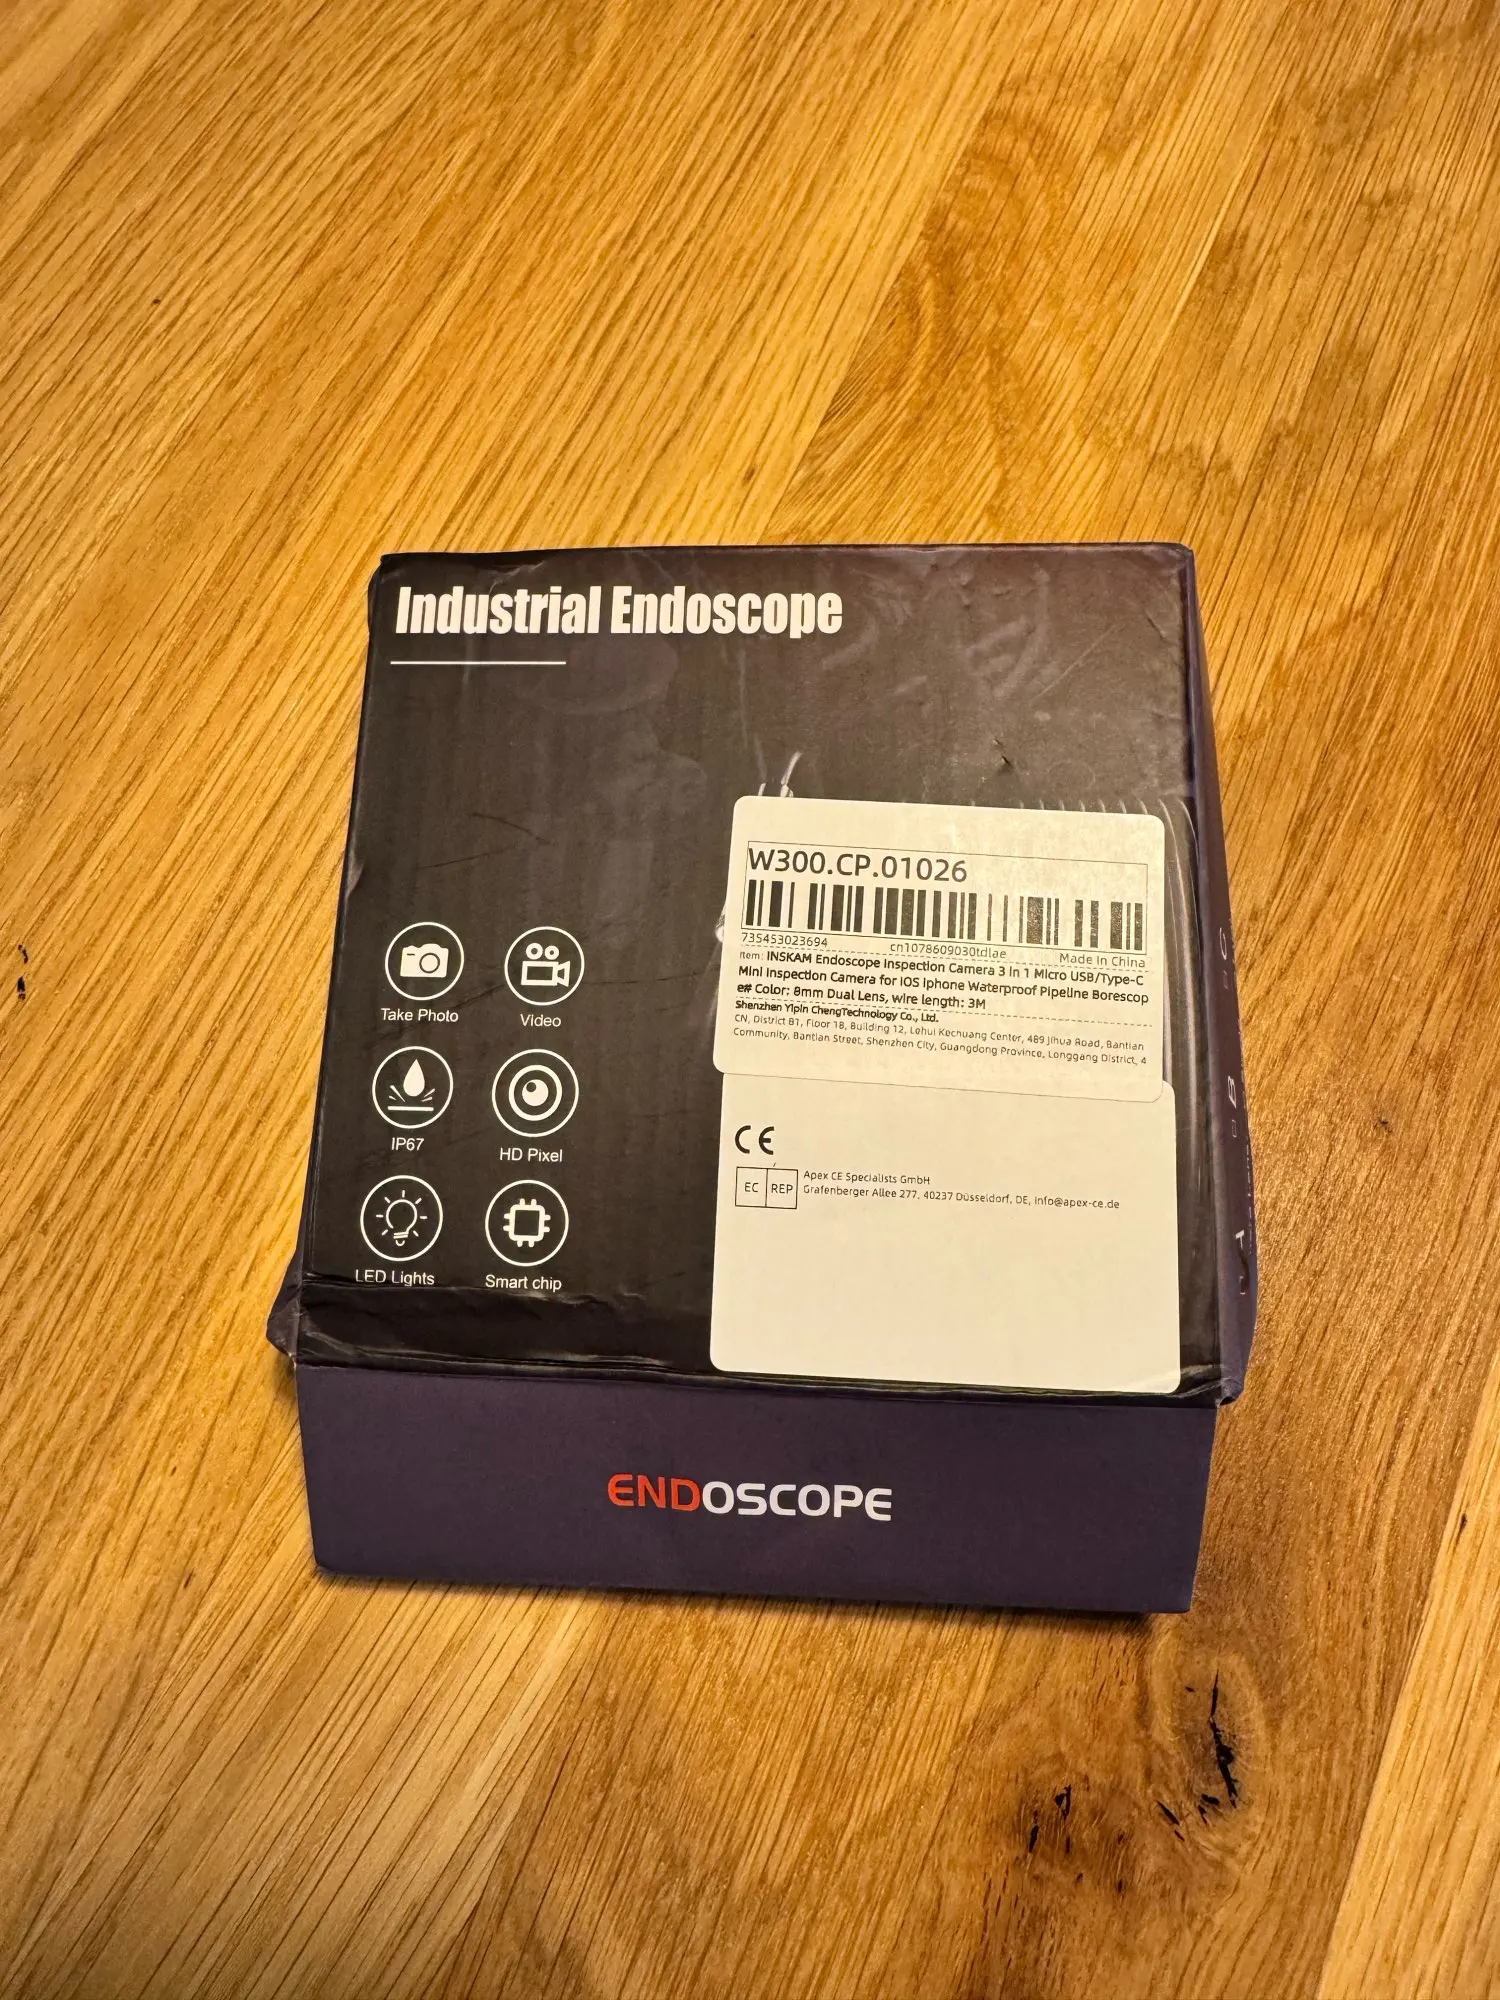 Industrial Endoscope
W300.CP.01026
735453023694 cn1078609030tdlae Made In China
Item: INSKAM Endoscope Inspection Camera 3 In 1 Micro USB/Type-C
Mini Inspection Camera for IOS Iphone Waterproof Pipeline Borescop
e# Color: 8mm Dual Lens, wire length: 3M
Shenzhen Yipin ChengTechnology Co., Ltd.
CN, District B1, Floor 18, Building 12, Lehui Kechuang Center, 489 Jihua Road, Bantian
Community, Bantian Street, Shenzhen City, Guangdong Province, Longgang District, 4
Take Photo
Video
IP67
HD Pixel
LED Lights
Smart chip
CE
EC REP
Apex CE Specialists GmbH
Grafenberger Allee 277, 40237 Düsseldorf, DE, info@apex-ce.de
ENDOSCOPE